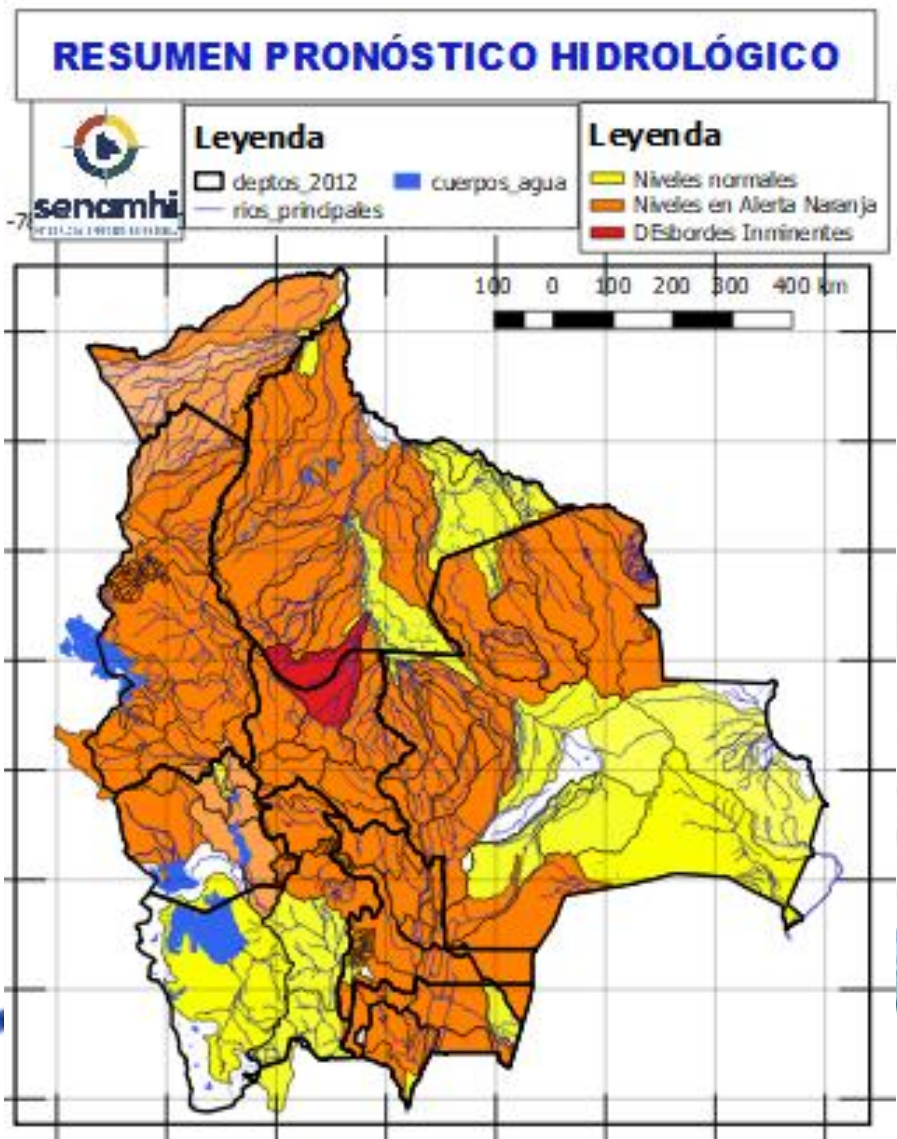 RESUMEN PRONÓSTICO HIDROLÓGICO
senamhi
Leyenda
deptos_2012
cuerpos_agua
rios_principales
Leyenda
Niveles normales
Niveles en Alerta Naranja
DEsbordes Inminentes
100 0 100 200 300 400 km